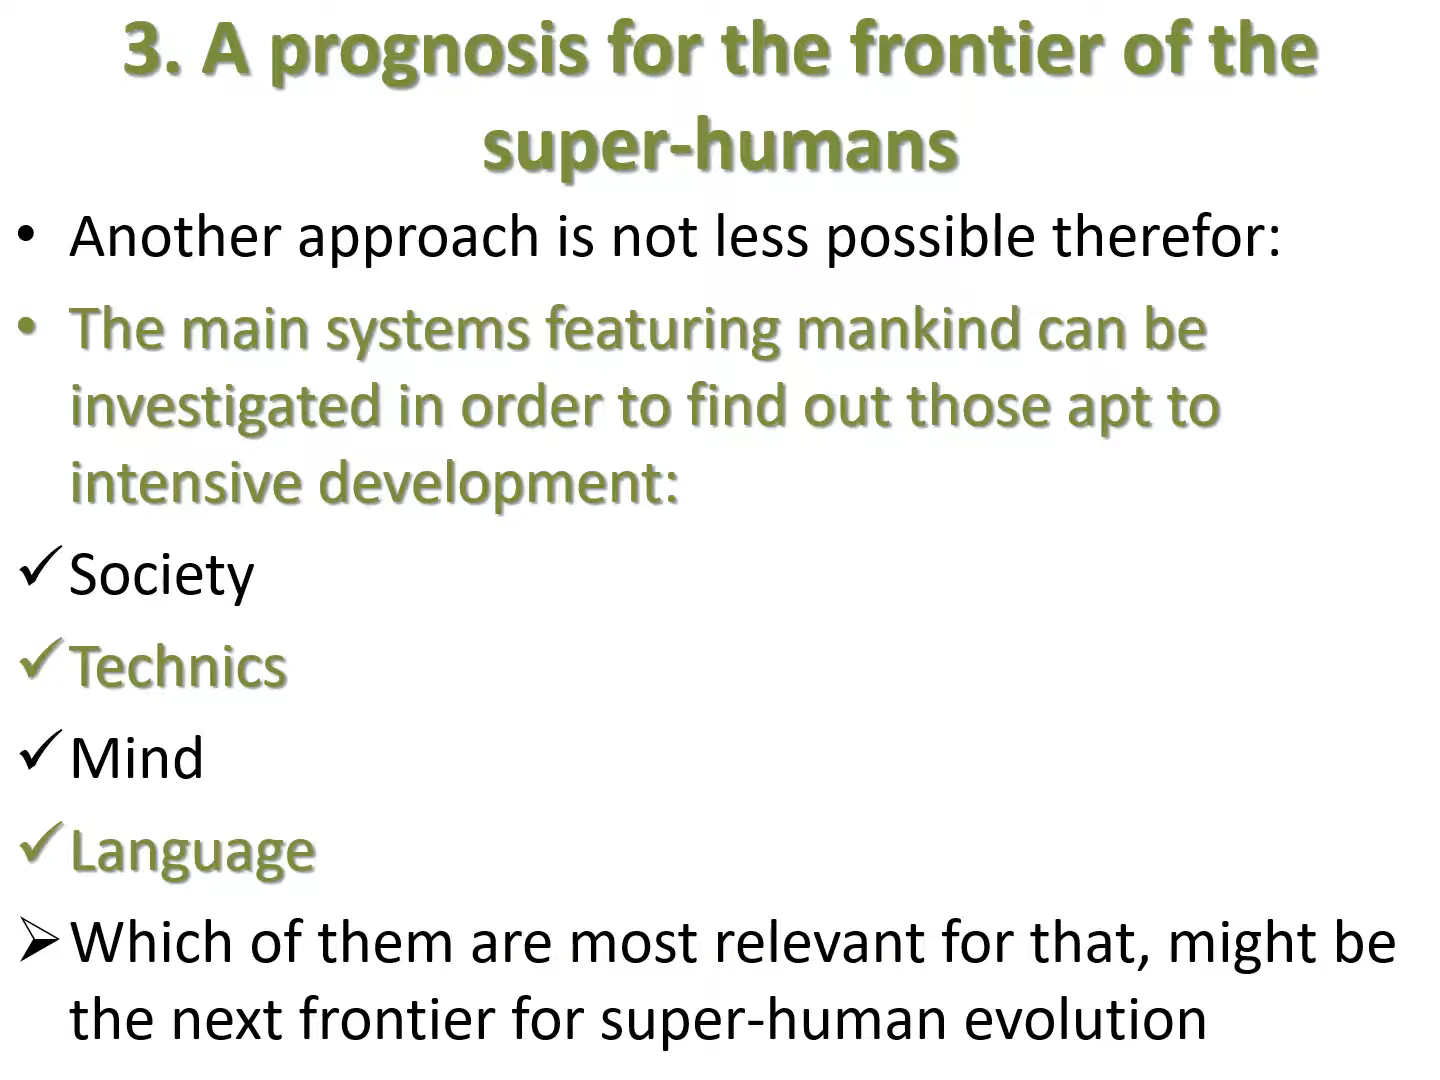 3. A prognosis for the frontier of the
super-humans
• Another approach is not less possible therefor:
• The main systems featuring mankind can be
investigated in order to find out those apt to
intensive development:
✓ Society
✓ Technics
✓ Mind
✓ Language
➢ Which of them are most relevant for that, might be
the next frontier for super-human evolution